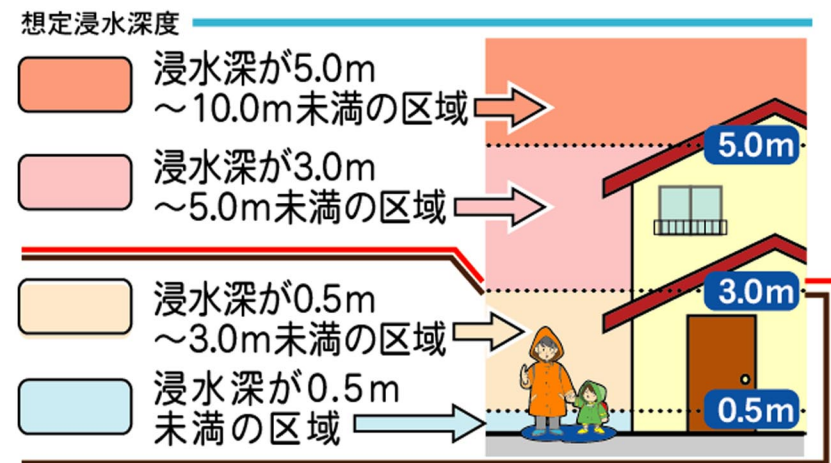 想定浸水深度
浸水深が5.0m
～10.0m未満の区域
5.0m
浸水深が3.0m
～5.0m未満の区域
3.0m
浸水深が0.5m
～3.0m未満の区域
浸水深が0.5m
未満の区域
0.5m